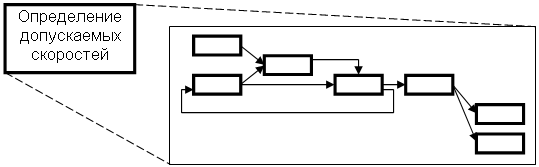 Определение
допускаемых
скоростей